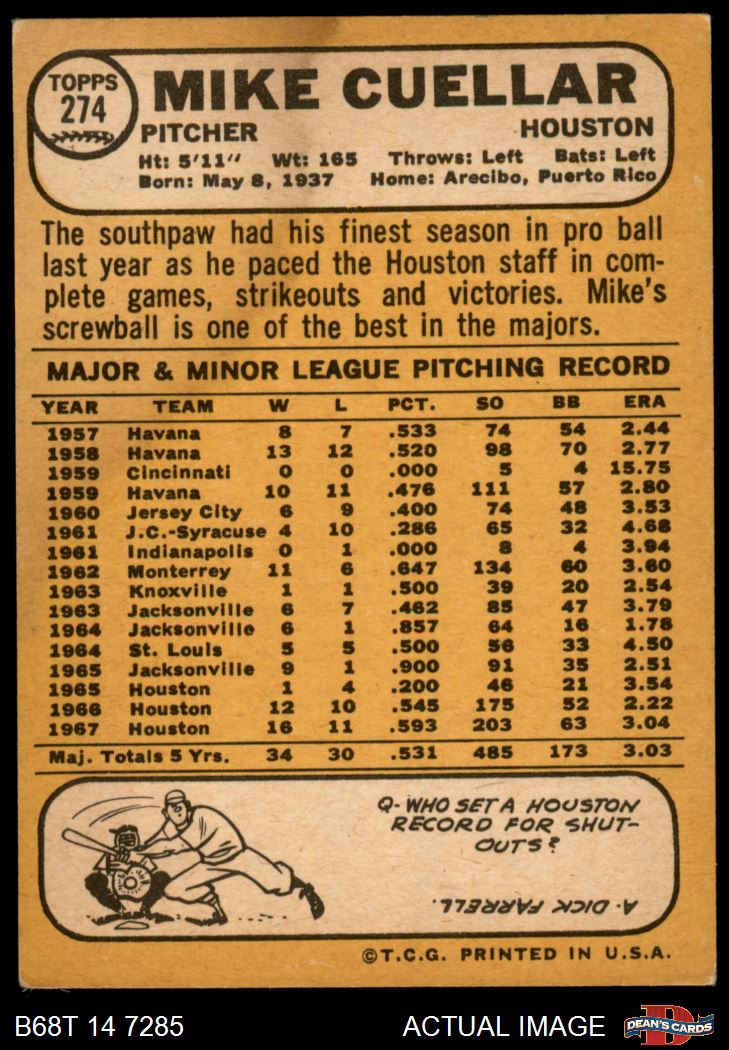 TOPPS
274
MIKE CUELLAR
PITCHER HOUSTON
Ht: 5'11" Wt: 165 Throws: Left Bats: Left
Born: May 8, 1937 Home: Arecibo, Puerto Rico
The southpaw had his finest season in pro ball
last year as he paced the Houston staff in com-
plete games, strikeouts and victories. Mike's
screwball is one of the best in the majors.
MAJOR & MINOR LEAGUE PITCHING RECORD
YEAR TEAM W L PCT. SO BB ERA
1957 Havana 8 7 .533 74 54 2.44
1958 Havana 13 12 .520 98 70 2.77
1959 Cincinnati 0 0 .000 5 4 15.75
1959 Havana 10 11 .476 111 57 2.80
1960 Jersey City 6 9 .400 74 48 3.53
1961 J.C.-Syracuse 4 10 .286 65 32 4.68
1961 Indianapolis 0 1 .000 8 4 3.94
1962 Monterrey 11 6 .647 134 60 3.60
1963 Knoxville 1 1 .500 39 20 2.54
1963 Jacksonville 6 7 .462 85 47 3.79
1964 Jacksonville 6 1 .857 64 16 1.78
1964 St. Louis 5 5 .500 56 33 4.50
1965 Jacksonville 9 1 .900 91 35 2.51
1965 Houston 1 4 .200 46 21 3.54
1966 Houston 12 10 .545 175 52 2.22
1967 Houston 16 11 .593 203 63 3.04
Maj. Totals 5 Yrs. 34 30 .531 485 173 3.03
Q- WHO SET A HOUSTON
RECORD FOR SHUT-
OUTS?
A. DICK FARRELL.
©T.C.G. PRINTED IN U.S.A.
B68T 14 7285 ACTUAL IMAGE
D
DEAN'S CARDS